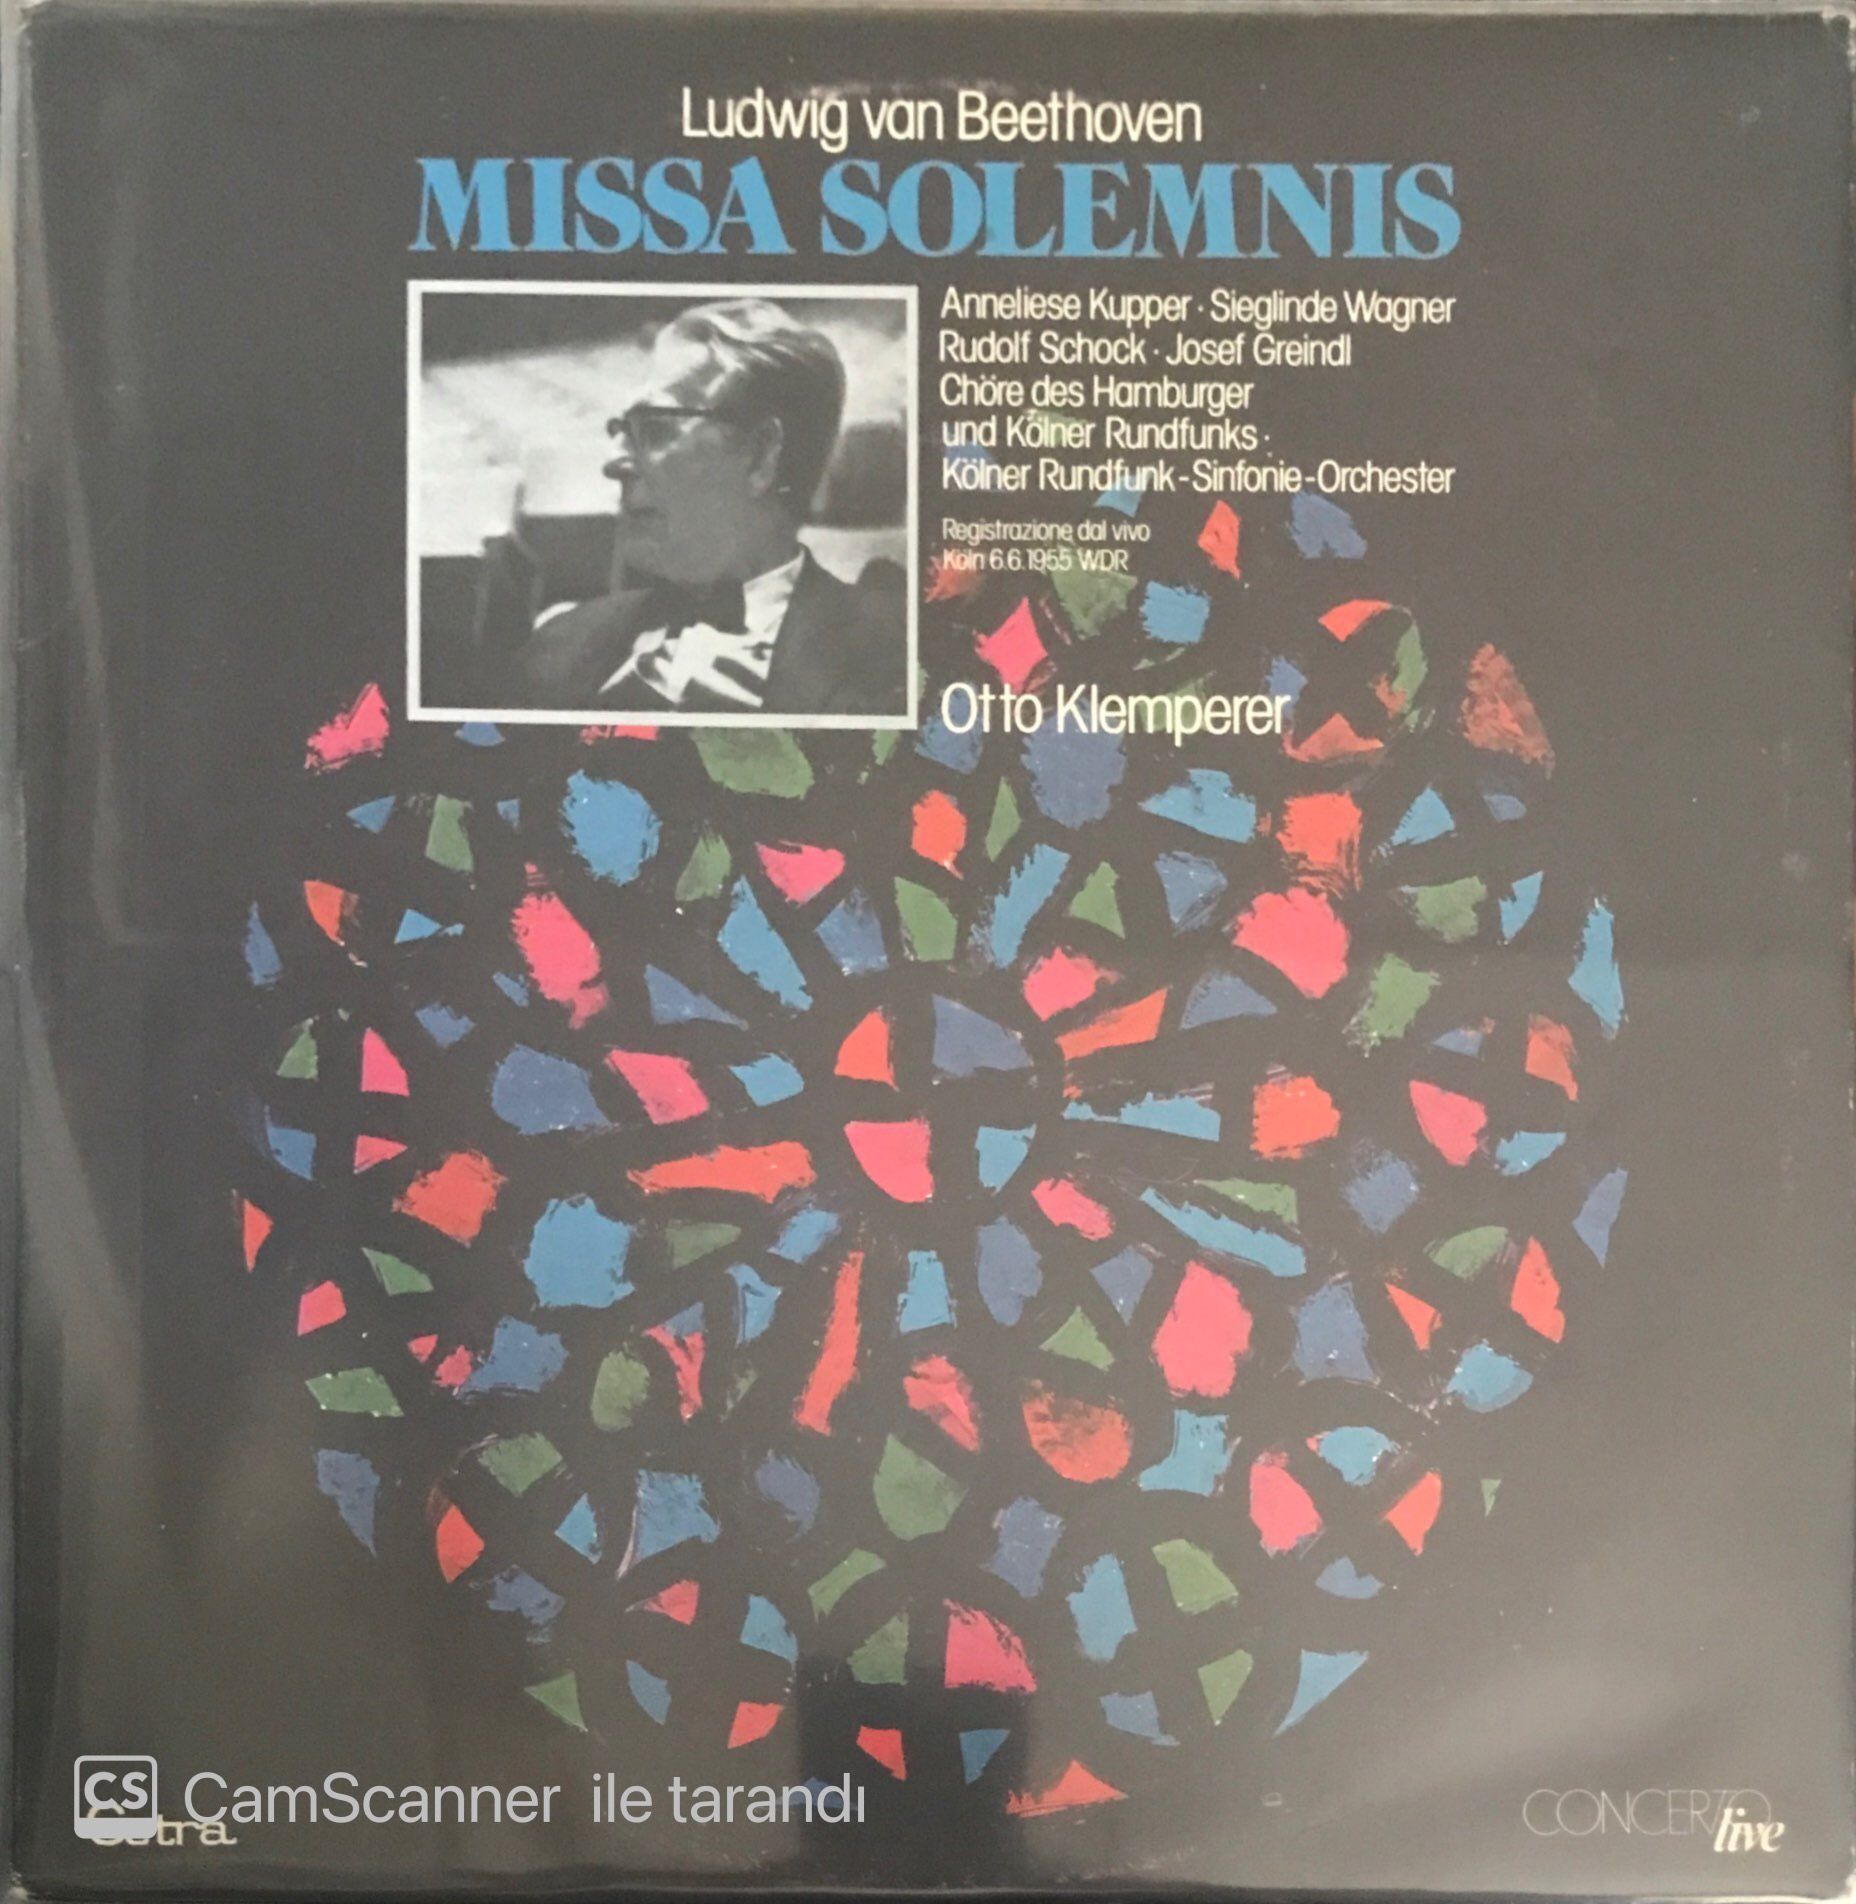 Ludwig van Beethoven
MISSA SOLEMNIS
Anneliese Kupper · Sieglinde Wagner
Rudolf Schock · Josef Greindl
Chöre des Hamburger
und Kölner Rundfunks ·
Kölner Rundfunk-Sinfonie-Orchester
Registrazione dal vivo
Köln 6.6.1955 WDR
Otto Klemperer
CS CamScanner ile tarandı
CONCERTO
live